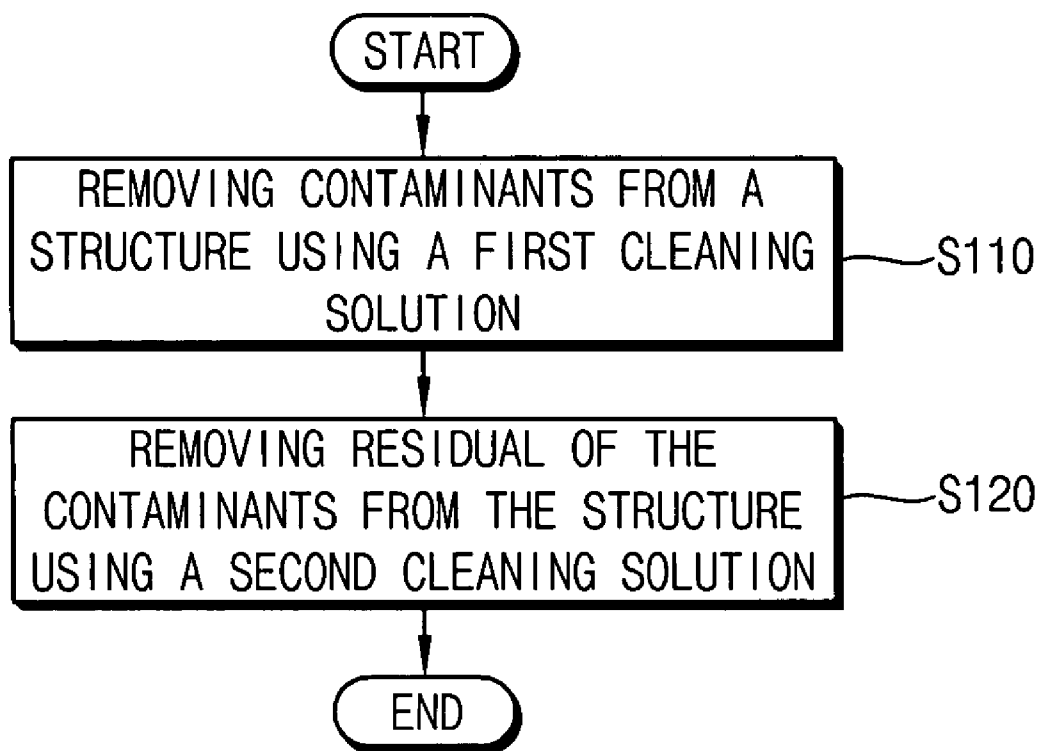 START
REMOVING CONTAMINANTS FROM A
STRUCTURE USING A FIRST CLEANING
SOLUTION
S110
REMOVING RESIDUAL OF THE
CONTAMINANTS FROM THE STRUCTURE
USING A SECOND CLEANING SOLUTION
S120
END